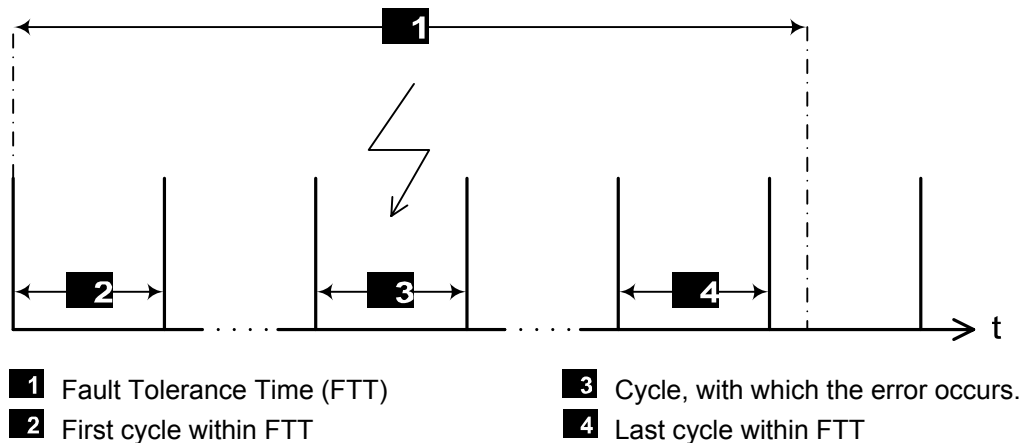 1
2
3
4
t
1 Fault Tolerance Time (FTT)
2 First cycle within FTT
3 Cycle, with which the error occurs.
4 Last cycle within FTT